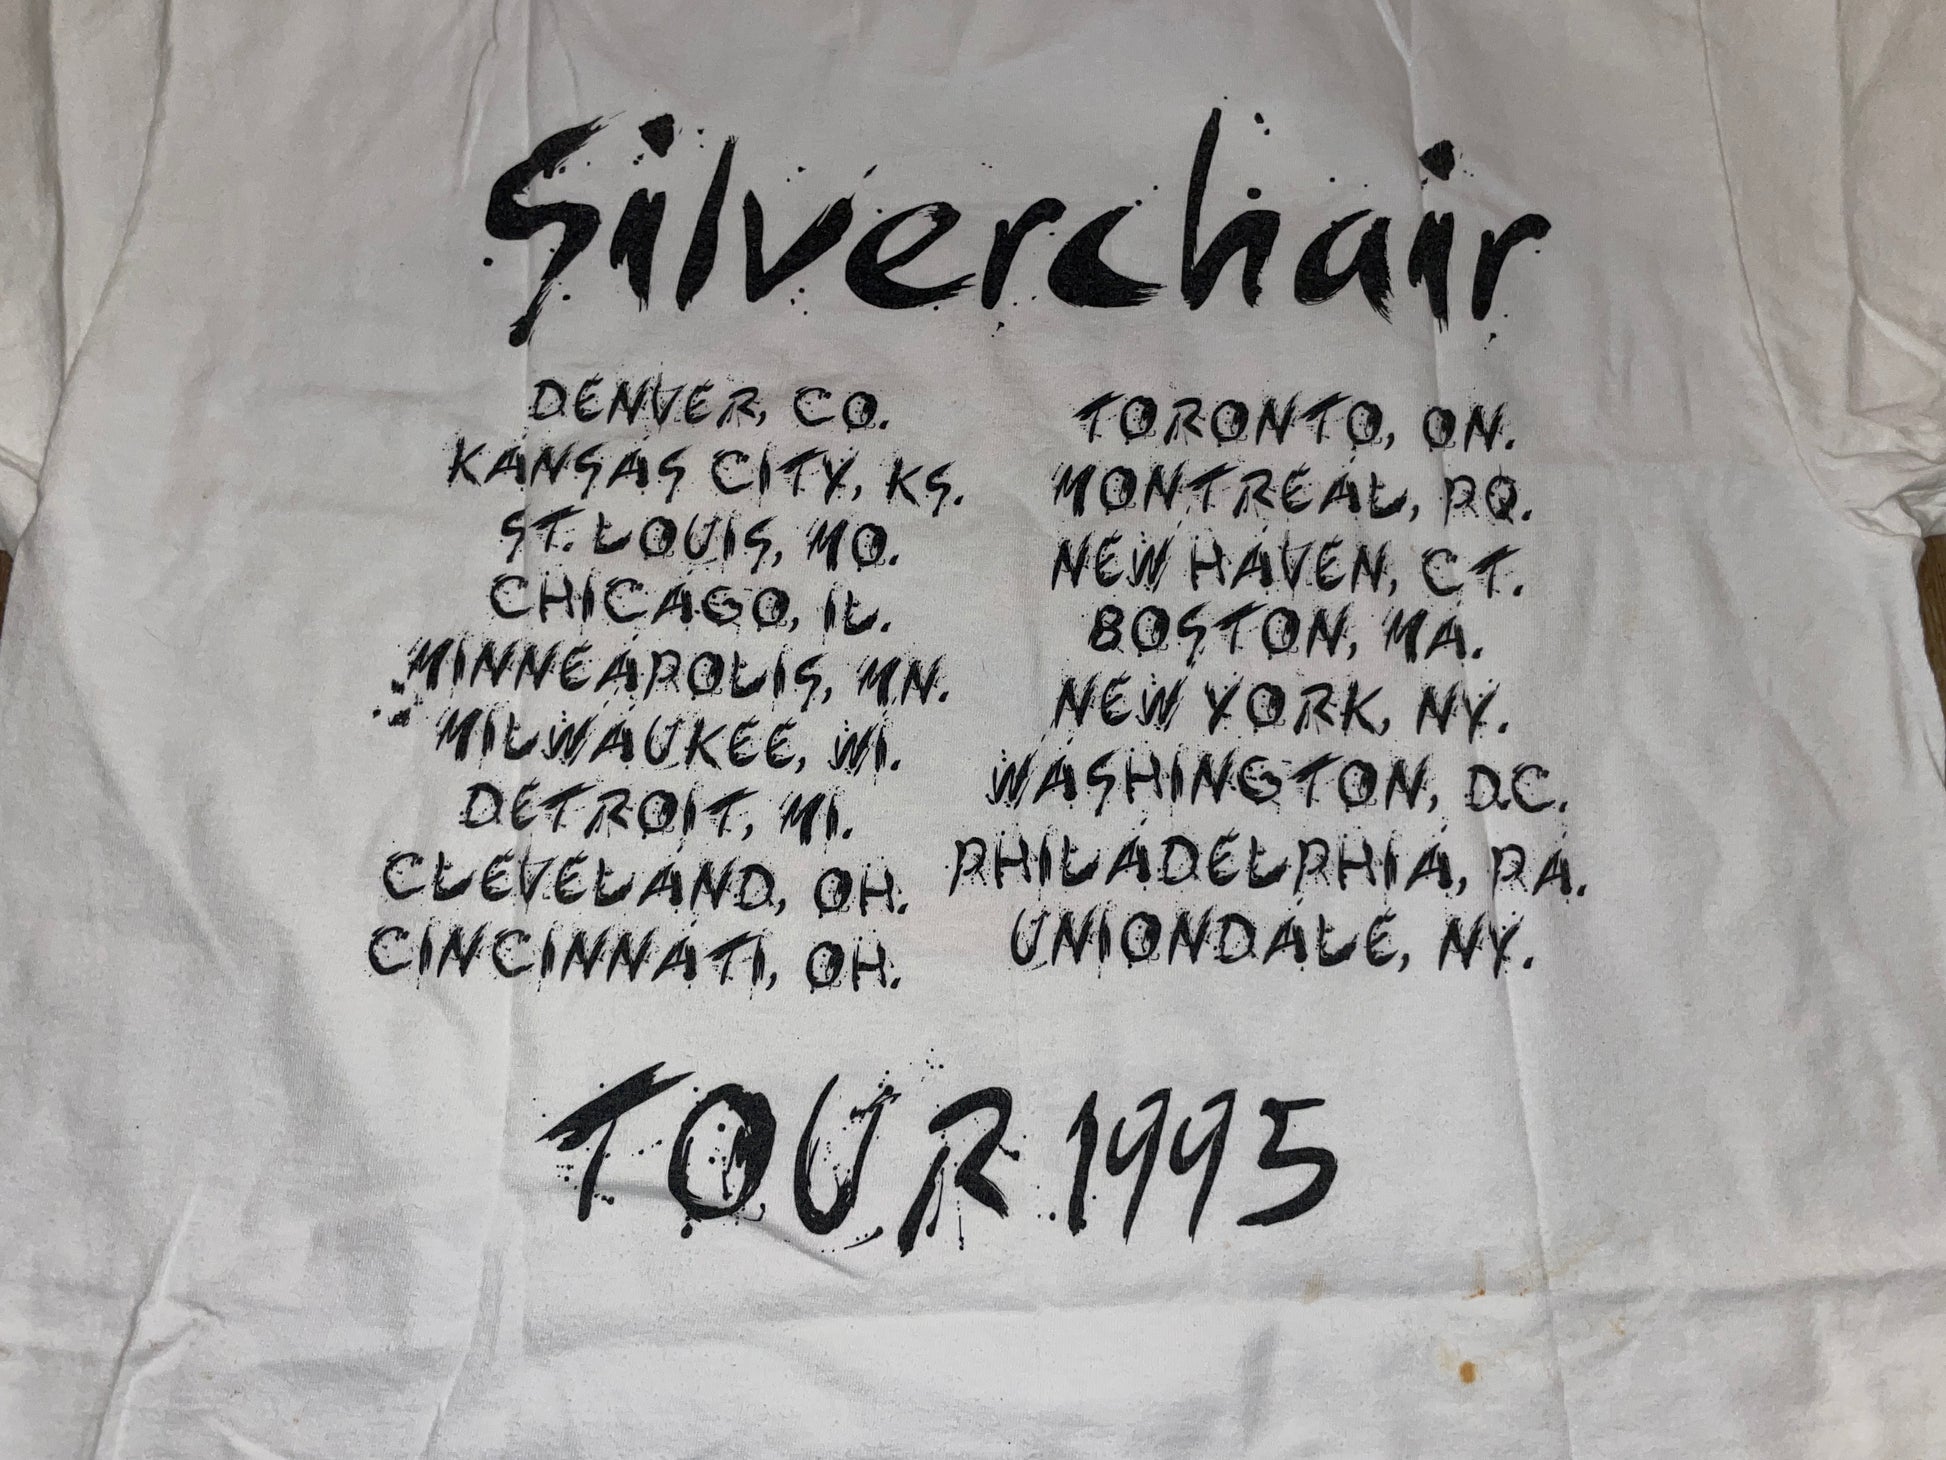 Silverchair
DENVER, CO.
KANSAS CITY, KS.
ST. LOUIS, MO.
CHICAGO, IL.
MINNEAPOLIS, MN.
MILWAUKEE, WI.
DETROIT, MI.
CLEVELAND, OH.
CINCINNATI, OH.
TORONTO, ON.
MONTREAL, PQ.
NEW HAVEN, CT.
BOSTON, MA.
NEW YORK, NY.
WASHINGTON, D.C.
PHILADELPHIA, PA.
UNIONDALE, NY.
TOUR 1995